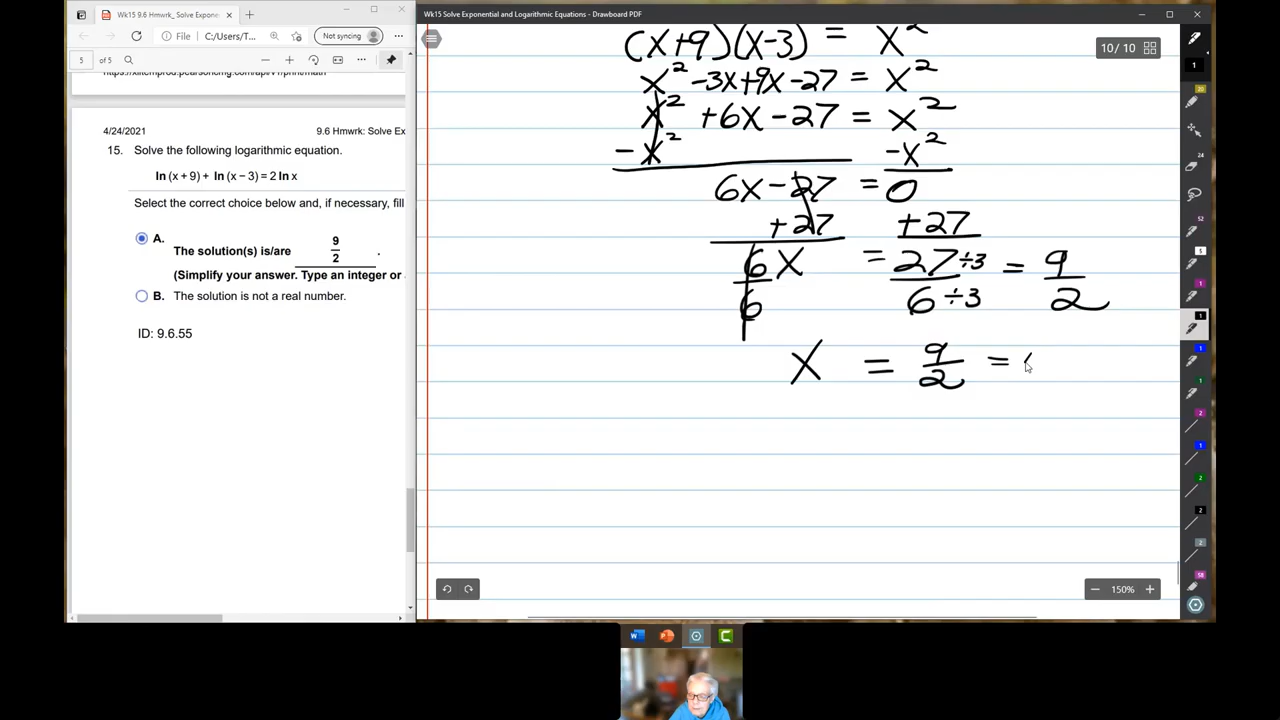 Wk15 9.6 Hmwrk_ Solve Expone
File
C:/Users/T...
Not syncing
5 of 5
4/24/2021
9.6 Hmwrk: Solve Ex
15. Solve the following logarithmic equation.
ln (x + 9) + ln (x − 3) = 2 ln x
Select the correct choice below and, if necessary, fill
A.
The solution(s) is/are 9/2 .
(Simplify your answer. Type an integer or
B. The solution is not a real number.
ID: 9.6.55
Wk15 Solve Exponential and Logarithmic Equations - Drawboard PDF
10/10
(x+9)(x-3) = x²
x² -3x+9x-27 = x²
x² +6x-27 = x²
-x² -x²
6x-27 = 0
+27 +27
6x/6 = 27÷3/6÷3 = 9/2
x = 9/2 =
150%